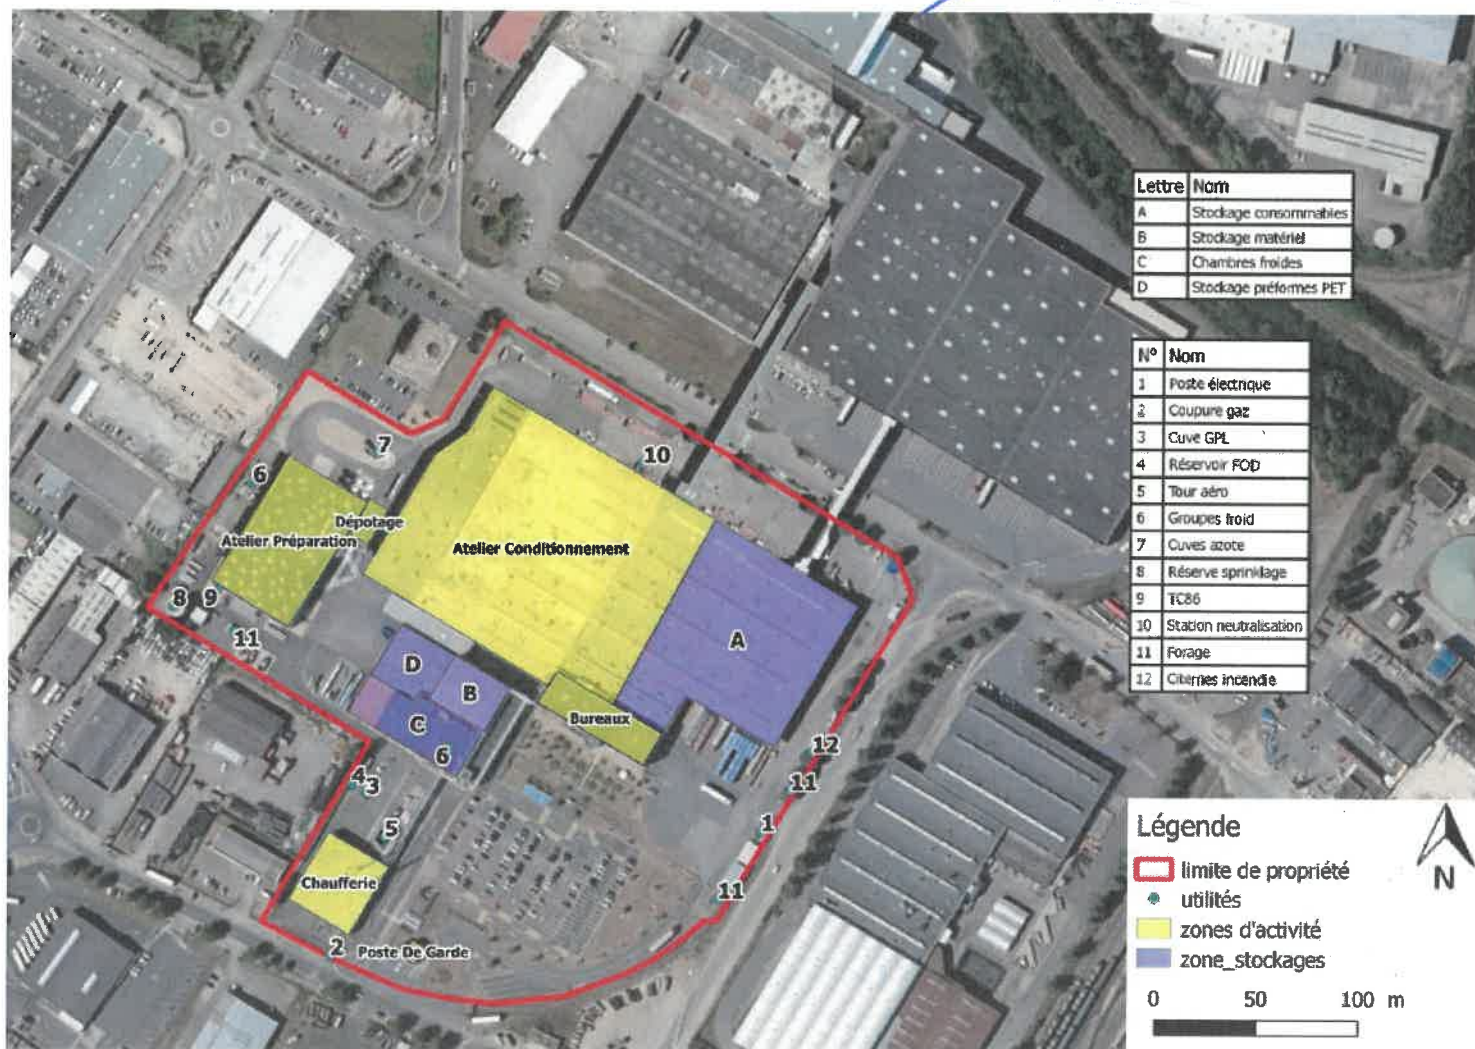 Lettre Nom
A Stockage consommables
B Stockage matériel
C Chambres froides
D Stockage préformes PET
N° Nom
1 Poste électrique
2 Coupure gaz
3 Cuve GPL
4 Réservoir FOD
5 Tour aéro
6 Groupes froid
7 Cuves azote
8 Réserve sprinklage
9 TC86
10 Station neutralisation
11 Forage
12 Citernes incendie
7
10
6
Dépotage
Atelier Préparation
Atelier Conditionnement
8
9
11
A
D
B
C
Bureaux
6
12
4
3
11
5
1
Chaufferie
11
2
Poste De Garde
Légende
limite de propriété
utilités
zones d'activité
zone_stockages
N
0 50 100 m